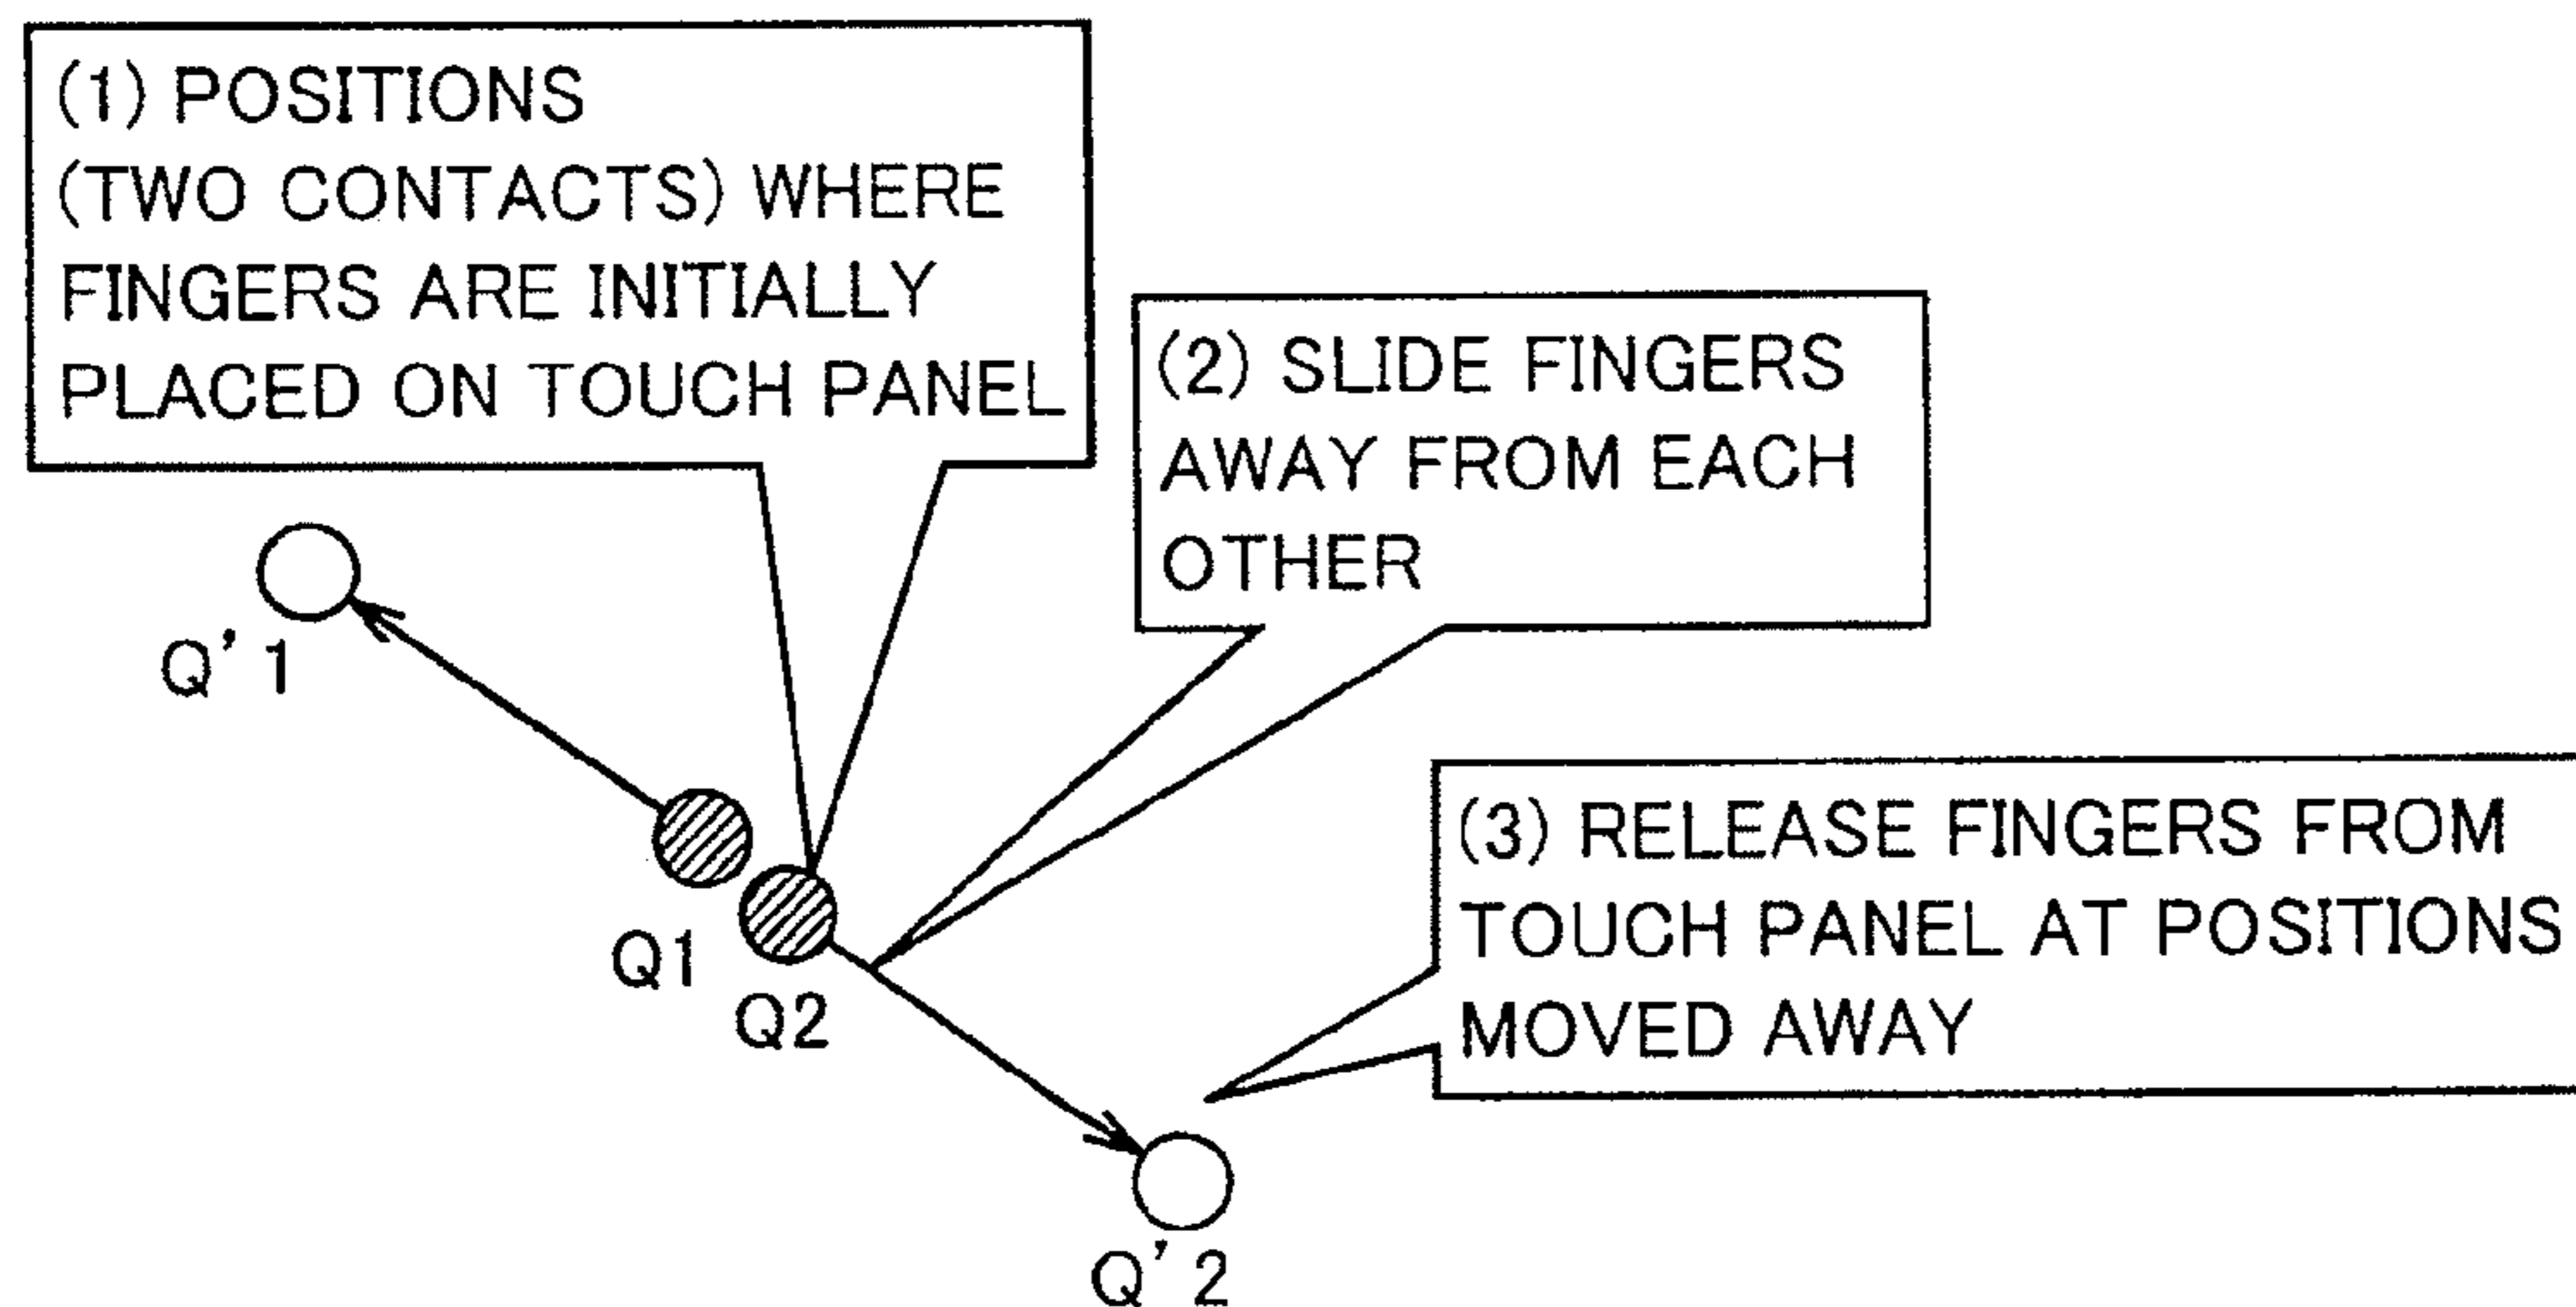 (1) POSITIONS
(TWO CONTACTS) WHERE
FINGERS ARE INITIALLY
PLACED ON TOUCH PANEL
(2) SLIDE FINGERS
AWAY FROM EACH
OTHER
Q'1
(3) RELEASE FINGERS FROM
TOUCH PANEL AT POSITIONS
MOVED AWAY
Q1
Q2
Q'2